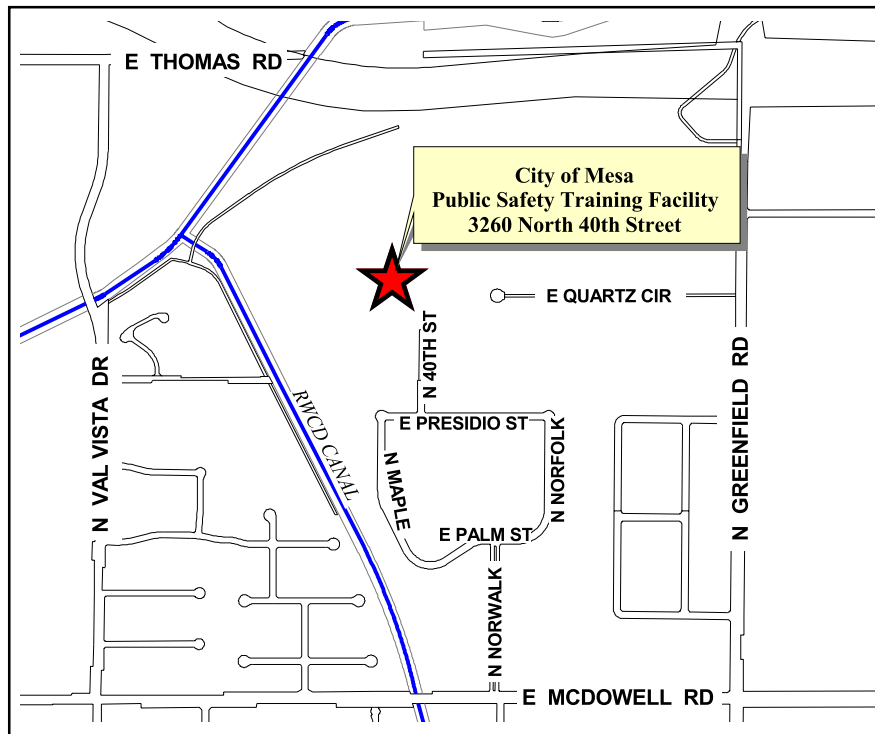 E THOMAS RD
City of Mesa
Public Safety Training Facility
3260 North 40th Street
E QUARTZ CIR
N 40TH ST
N VAL VISTA DR
RWCD CANAL
E PRESIDIO ST
N MAPLE
N NORFOLK
N GREENFIELD RD
E PALM ST
N NORWALK
E MCDOWELL RD